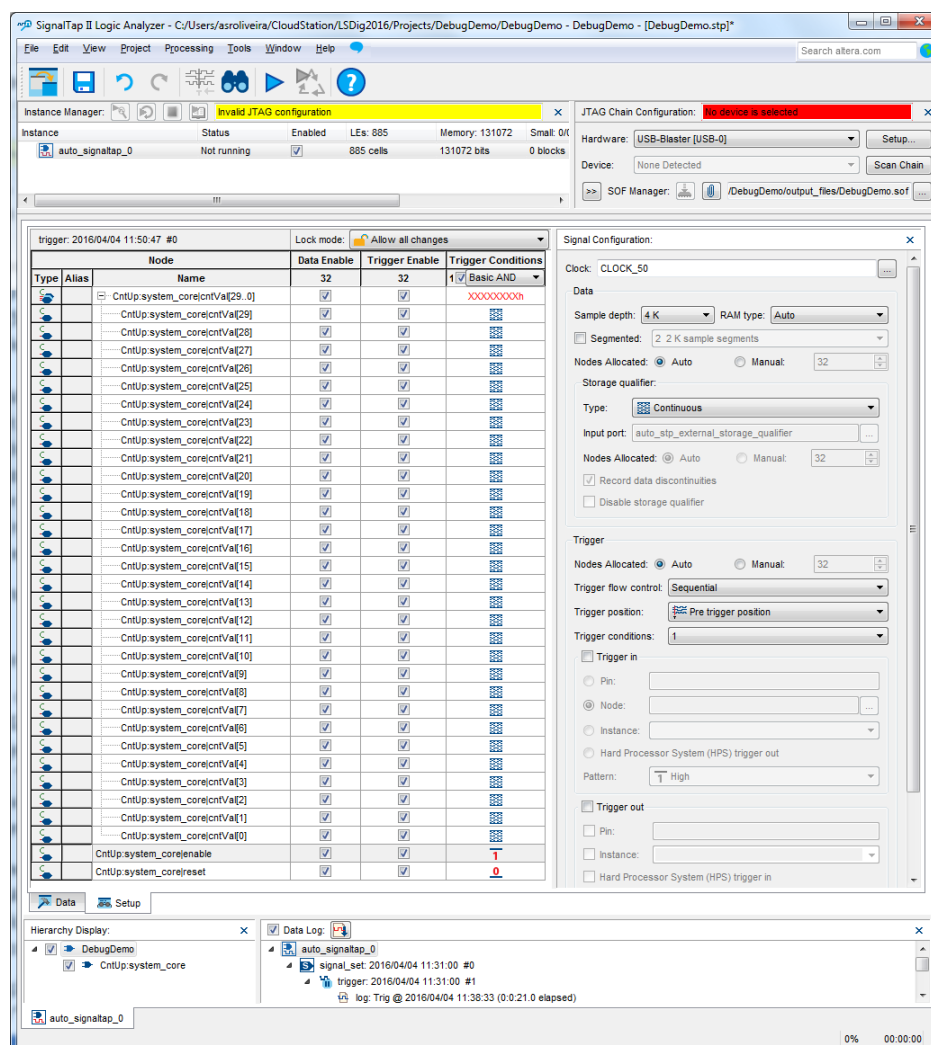 SignalTap II Logic Analyzer - C:/Users/asroliveira/CloudStation/LSDig2016/Projects/DebugDemo/DebugDemo - DebugDemo - [DebugDemo.stp]*
File Edit View Project Processing Tools Window Help
Search altera.com
Instance Manager: Invalid JTAG configuration
Instance Status Enabled LEs: 885 Memory: 131072 Small: 0/0
auto_signaltap_0 Not running 885 cells 131072 bits 0 blocks
JTAG Chain Configuration: No device is selected
Hardware: USB-Blaster [USB-0] Setup...
Device: None Detected Scan Chain
>> SOF Manager: /DebugDemo/output_files/DebugDemo.sof ...
trigger: 2016/04/04 11:50:47 #0 Lock mode: Allow all changes
Node Data Enable Trigger Enable Trigger Conditions
Type Alias Name 32 32 1 Basic AND
CntUp:system_core|cntVal[29..0] XXXXXXXXh
CntUp:system_core|cntVal[29]
CntUp:system_core|cntVal[28]
CntUp:system_core|cntVal[27]
CntUp:system_core|cntVal[26]
CntUp:system_core|cntVal[25]
CntUp:system_core|cntVal[24]
CntUp:system_core|cntVal[23]
CntUp:system_core|cntVal[22]
CntUp:system_core|cntVal[21]
CntUp:system_core|cntVal[20]
CntUp:system_core|cntVal[19]
CntUp:system_core|cntVal[18]
CntUp:system_core|cntVal[17]
CntUp:system_core|cntVal[16]
CntUp:system_core|cntVal[15]
CntUp:system_core|cntVal[14]
CntUp:system_core|cntVal[13]
CntUp:system_core|cntVal[12]
CntUp:system_core|cntVal[11]
CntUp:system_core|cntVal[10]
CntUp:system_core|cntVal[9]
CntUp:system_core|cntVal[8]
CntUp:system_core|cntVal[7]
CntUp:system_core|cntVal[6]
CntUp:system_core|cntVal[5]
CntUp:system_core|cntVal[4]
CntUp:system_core|cntVal[3]
CntUp:system_core|cntVal[2]
CntUp:system_core|cntVal[1]
CntUp:system_core|cntVal[0]
CntUp:system_core|enable 1
CntUp:system_core|reset 0
Data Setup
Signal Configuration:
Clock: CLOCK_50 ...
Data
Sample depth: 4 K RAM type: Auto
Segmented: 2 2 K sample segments
Nodes Allocated: Auto Manual: 32
Storage qualifier:
Type: Continuous
Input port: auto_stp_external_storage_qualifier ...
Nodes Allocated: Auto Manual: 32
Record data discontinuities
Disable storage qualifier
Trigger
Nodes Allocated: Auto Manual: 32
Trigger flow control: Sequential
Trigger position: Pre trigger position
Trigger conditions: 1
Trigger in
Pin:
Node: ...
Instance:
Hard Processor System (HPS) trigger out
Pattern: 1 High
Trigger out
Pin:
Instance:
Hard Processor System (HPS) trigger in
Hierarchy Display:
DebugDemo
CntUp:system_core
Data Log:
auto_signaltap_0
signal_set: 2016/04/04 11:31:00 #0
trigger: 2016/04/04 11:31:00 #1
log: Trig @ 2016/04/04 11:38:33 (0:0:21.0 elapsed)
auto_signaltap_0
0% 00:00:00